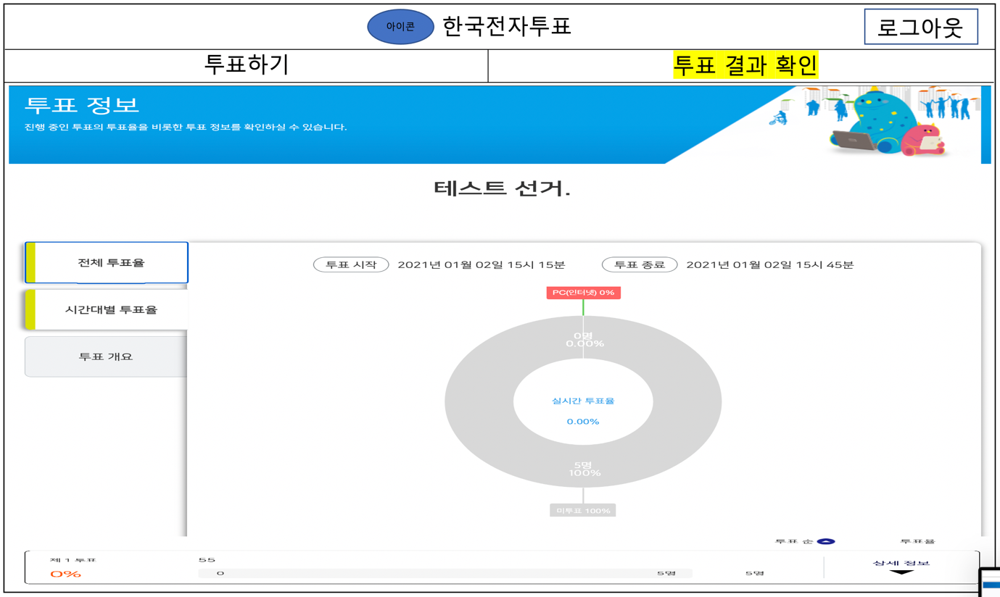 아이콘 한국전자투표 로그아웃
투표하기 투표 결과 확인
투표 정보
진행 중인 투표의 투표율을 비롯한 투표 정보를 확인하실 수 있습니다.
테스트 선거.
전체 투표율
시간대별 투표율
투표 개요
투표 시작 2021년 01월 02일 15시 15분 투표 종료 2021년 01월 02일 15시 45분
PC(인터넷) 0%
0명
0.00%
실시간 투표율
0.00%
5명
100%
미투표 100%
투표 순 투표율
제 1 투표 55 상세 정보
0% 0 5명 5명